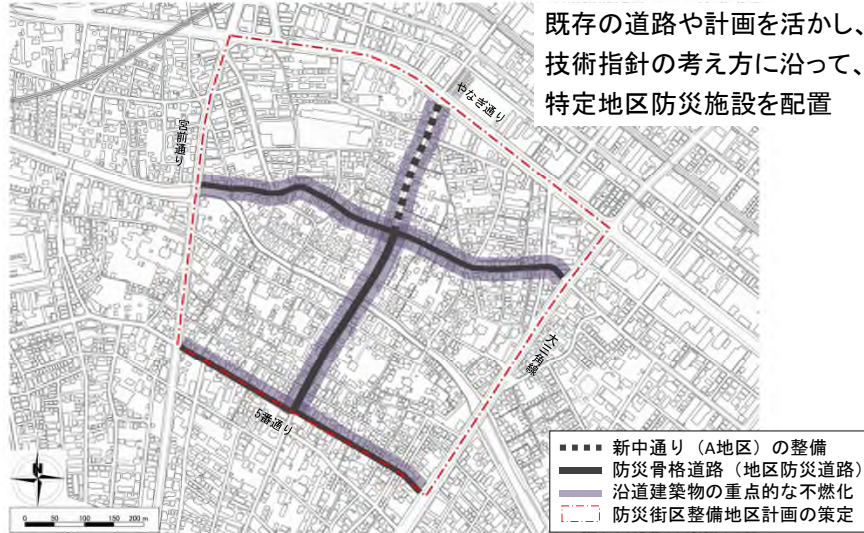 既存の道路や計画を活かし、
技術指針の考え方に沿って、
特定地区防災施設を配置
やなぎ通り
宮前通り
大三角線
5番通り
新中通り（A地区）の整備
防災骨格道路（地区防災道路）
沿道建築物の重点的な不燃化
防災街区整備地区計画の策定
N
0 50 100 150 200 m